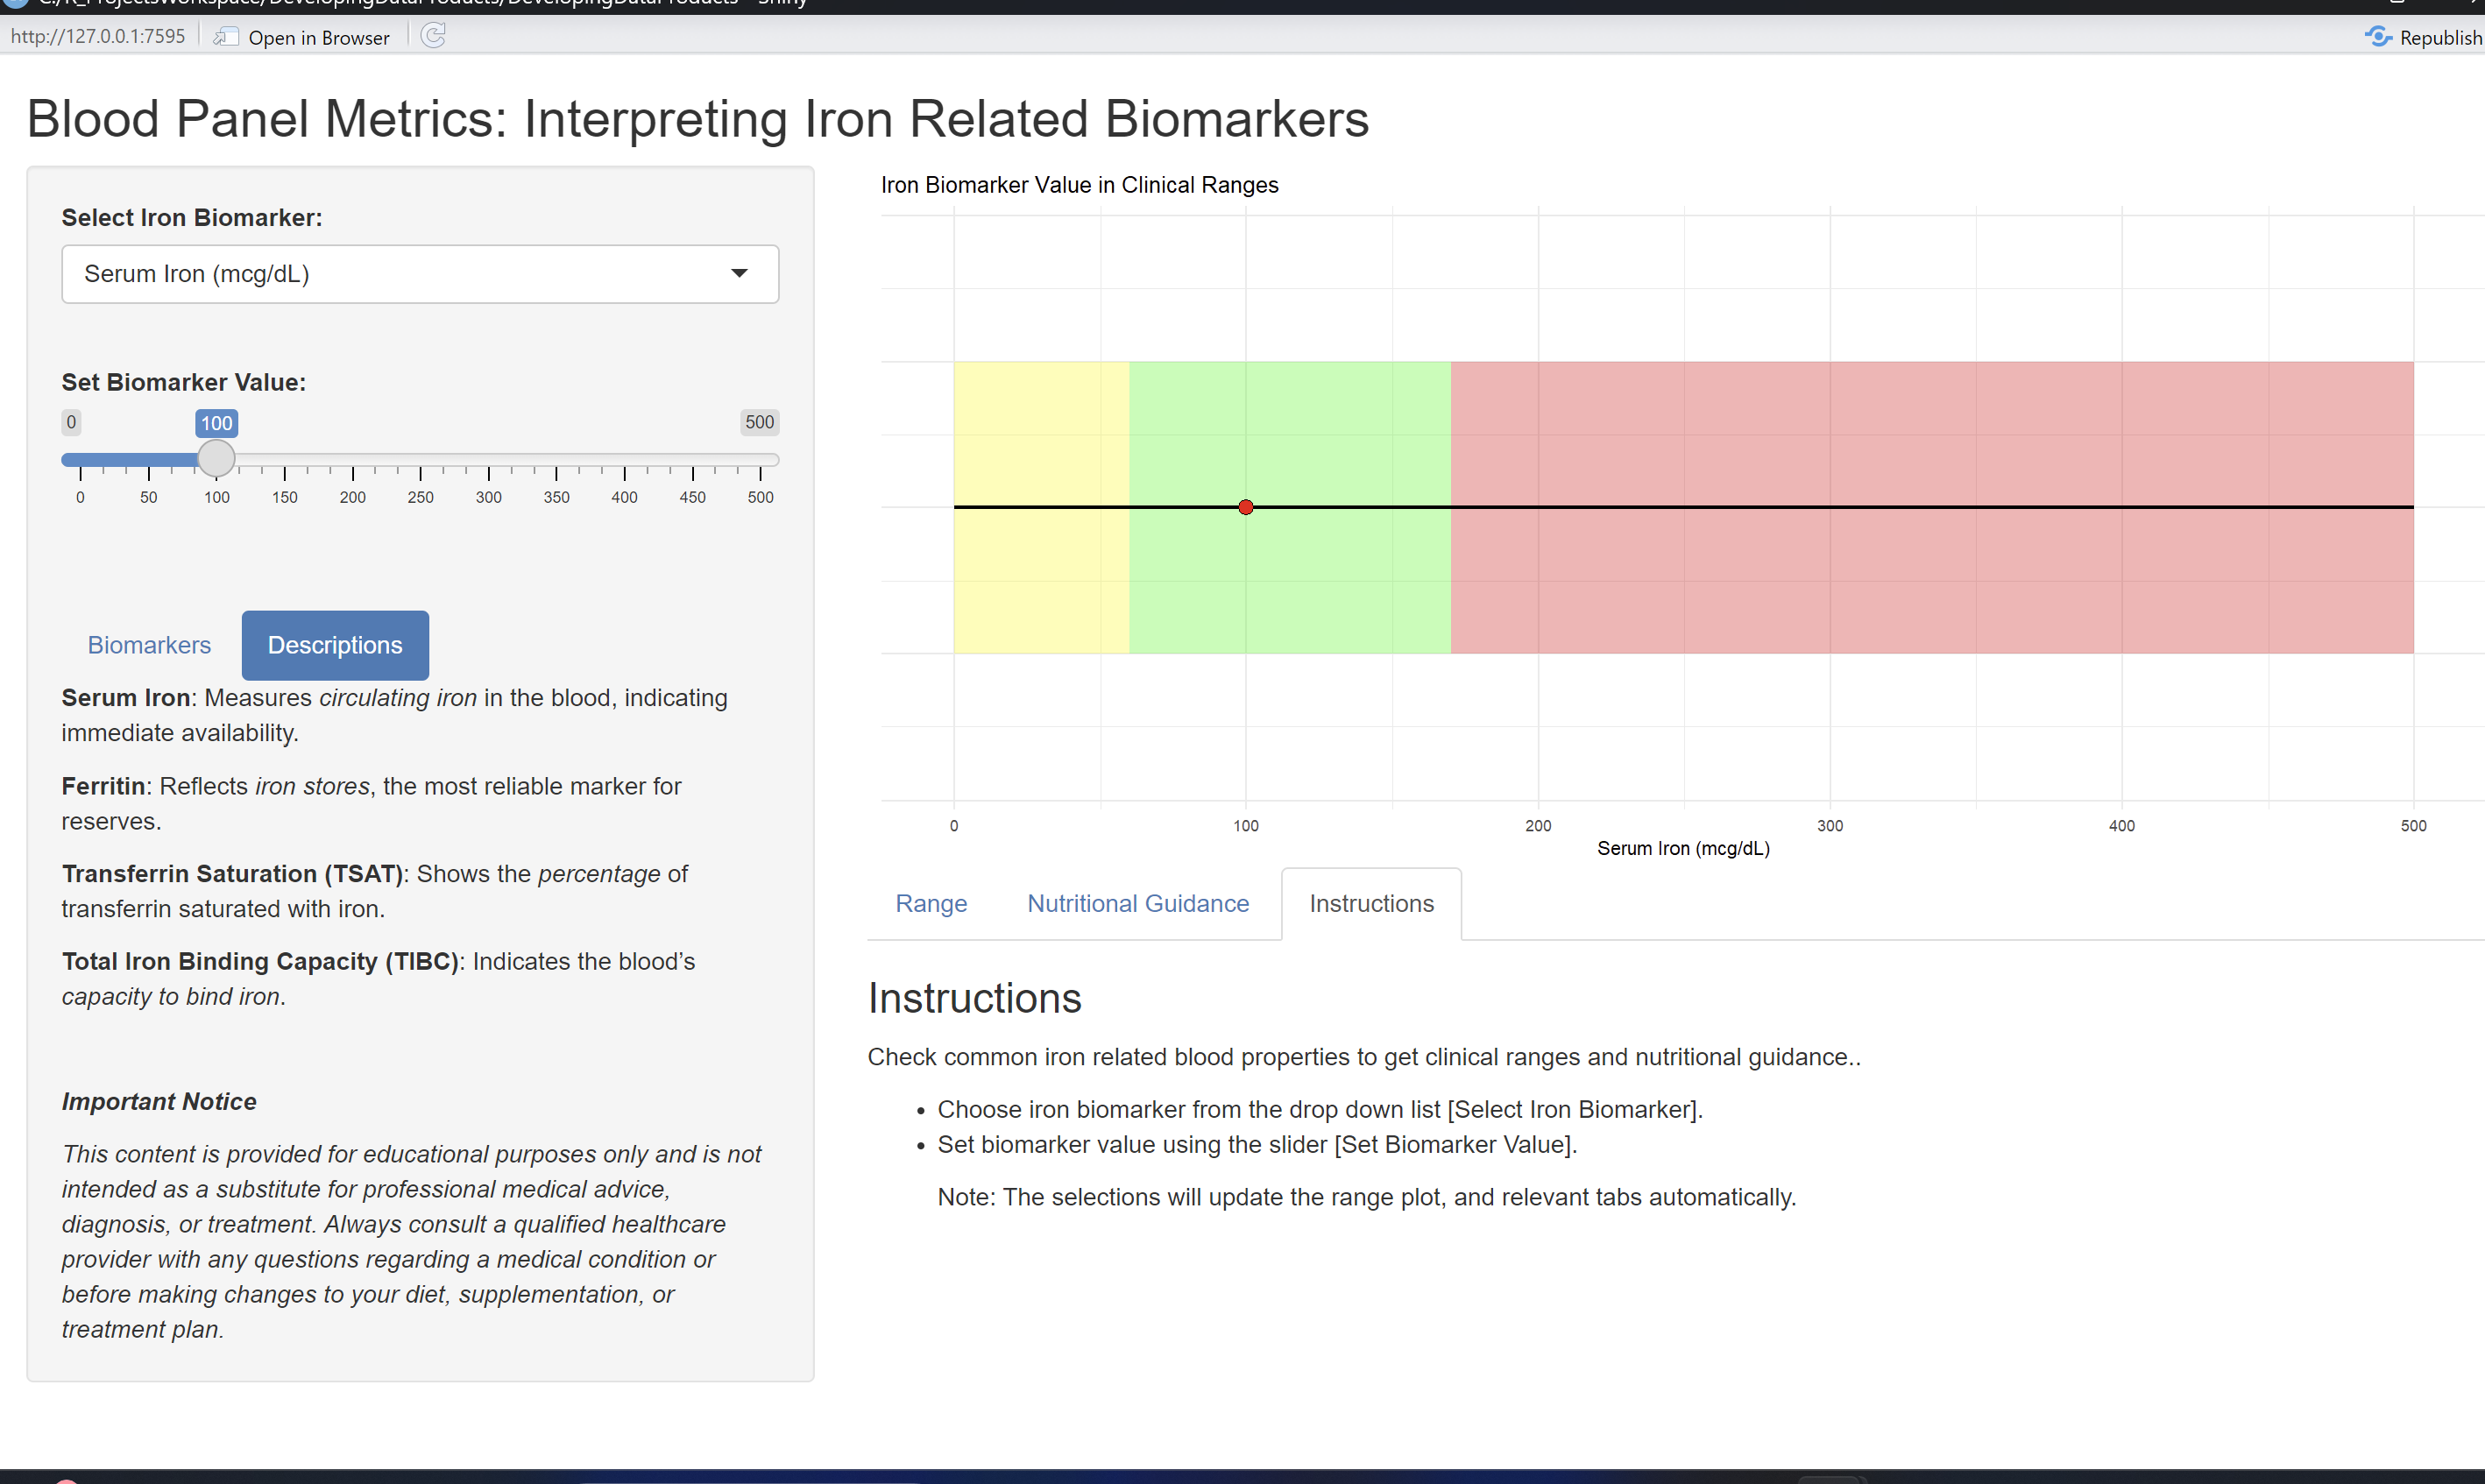 C:/R_ProjectsWorkspace/DevelopingDataProducts/DevelopingDataProducts - Shiny
http://127.0.0.1:7595
Open in Browser
Republish
Blood Panel Metrics: Interpreting Iron Related Biomarkers
Select Iron Biomarker:
Serum Iron (mcg/dL)
Set Biomarker Value:
0
100
500
0 50 100 150 200 250 300 350 400 450 500
Biomarkers
Descriptions
Serum Iron: Measures circulating iron in the blood, indicating
immediate availability.
Ferritin: Reflects iron stores, the most reliable marker for
reserves.
Transferrin Saturation (TSAT): Shows the percentage of
transferrin saturated with iron.
Total Iron Binding Capacity (TIBC): Indicates the blood’s
capacity to bind iron.
Important Notice
This content is provided for educational purposes only and is not
intended as a substitute for professional medical advice,
diagnosis, or treatment. Always consult a qualified healthcare
provider with any questions regarding a medical condition or
before making changes to your diet, supplementation, or
treatment plan.
Iron Biomarker Value in Clinical Ranges
0 100 200 300 400 500
Serum Iron (mcg/dL)
Range
Nutritional Guidance
Instructions
Instructions
Check common iron related blood properties to get clinical ranges and nutritional guidance..
• Choose iron biomarker from the drop down list [Select Iron Biomarker].
• Set biomarker value using the slider [Set Biomarker Value].
Note: The selections will update the range plot, and relevant tabs automatically.